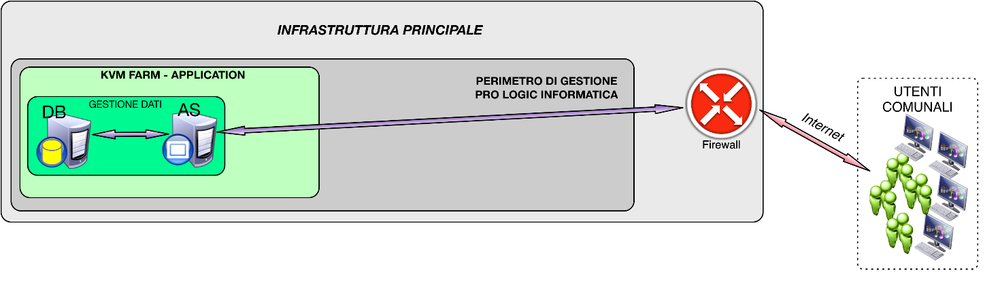 INFRASTRUTTURA PRINCIPALE
KVM FARM - APPLICATION
PERIMETRO DI GESTIONE
PRO LOGIC INFORMATICA
GESTIONE DATI
DB
AS
Firewall
Internet
UTENTI
COMUNALI